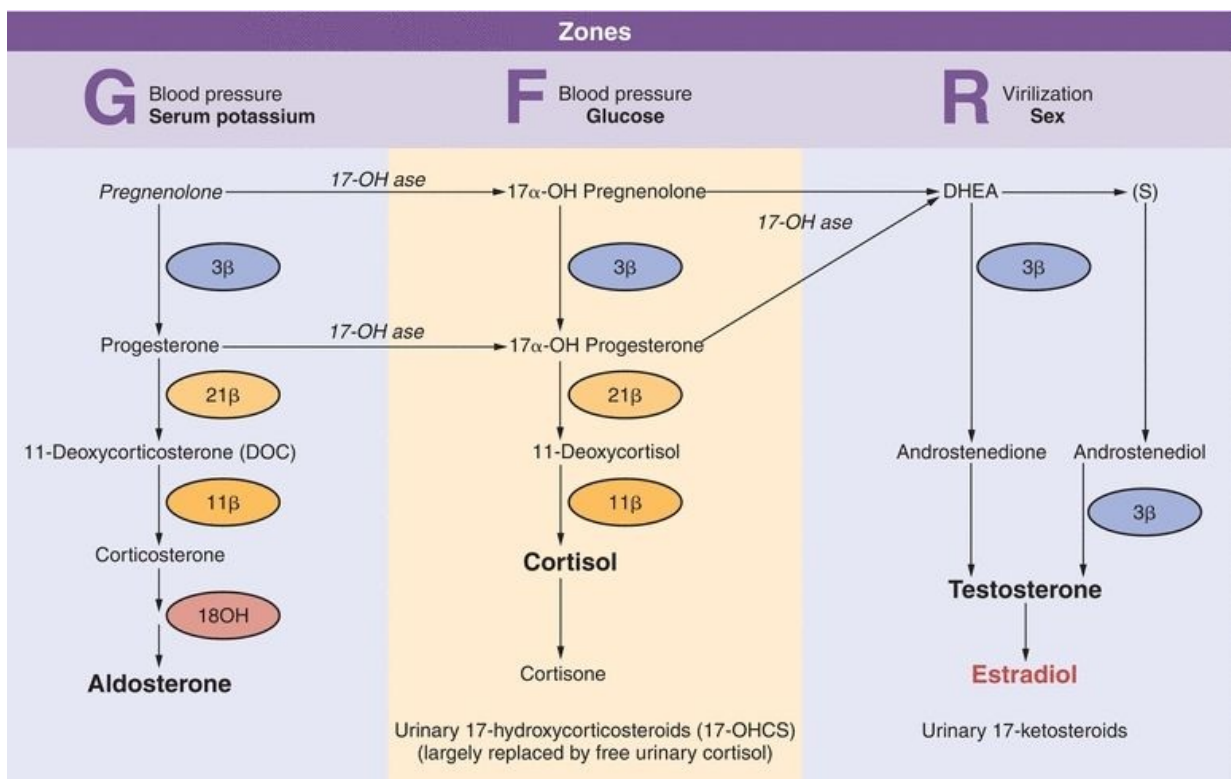 Zones
G Blood pressure
Serum potassium
F Blood pressure
Glucose
R Virilization
Sex
Pregnenolone 17-OH ase 17α-OH Pregnenolone DHEA (S)
17-OH ase
3β 3β 3β
Progesterone 17-OH ase 17α-OH Progesterone
21β 21β
11-Deoxycorticosterone (DOC) 11-Deoxycortisol Androstenedione Androstenediol
11β 11β 3β
Corticosterone Cortisol
Testosterone
18OH
Aldosterone Cortisone Estradiol
Urinary 17-hydroxycorticosteroids (17-OHCS)
(largely replaced by free urinary cortisol)
Urinary 17-ketosteroids